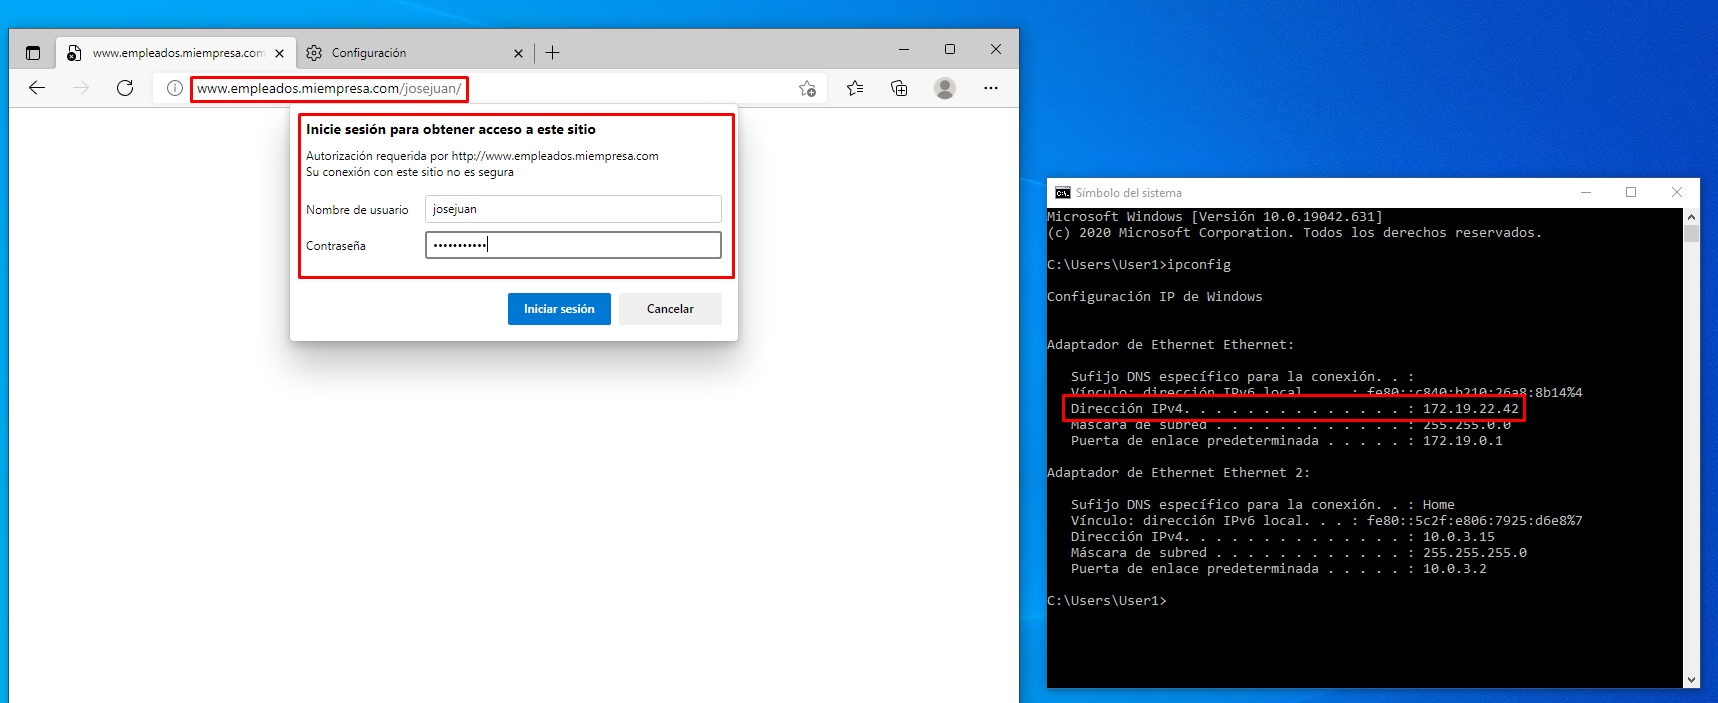 www.empleados.miempresa.com
Configuración
www.empleados.miempresa.com/josejuan/
Inicie sesión para obtener acceso a este sitio
Autorización requerida por http://www.empleados.miempresa.com
Su conexión con este sitio no es segura
Nombre de usuario josejuan
Contraseña •••••••••••
Iniciar sesión Cancelar
Símbolo del sistema
Microsoft Windows [Versión 10.0.19042.631]
(c) 2020 Microsoft Corporation. Todos los derechos reservados.
C:\Users\User1>ipconfig
Configuración IP de Windows
Adaptador de Ethernet Ethernet:
Sufijo DNS específico para la conexión. . :
Vínculo: dirección IPv6 local. . . : fe80::c840:b210:26a8:8b14%4
Dirección IPv4. . . . . . . . . . . . . . : 172.19.22.42
Máscara de subred . . . . . . . . . . . . : 255.255.0.0
Puerta de enlace predeterminada . . . . . : 172.19.0.1
Adaptador de Ethernet Ethernet 2:
Sufijo DNS específico para la conexión. . : Home
Vínculo: dirección IPv6 local. . . : fe80::5c2f:e806:7925:d6e8%7
Dirección IPv4. . . . . . . . . . . . . . : 10.0.3.15
Máscara de subred . . . . . . . . . . . . : 255.255.255.0
Puerta de enlace predeterminada . . . . . : 10.0.3.2
C:\Users\User1>